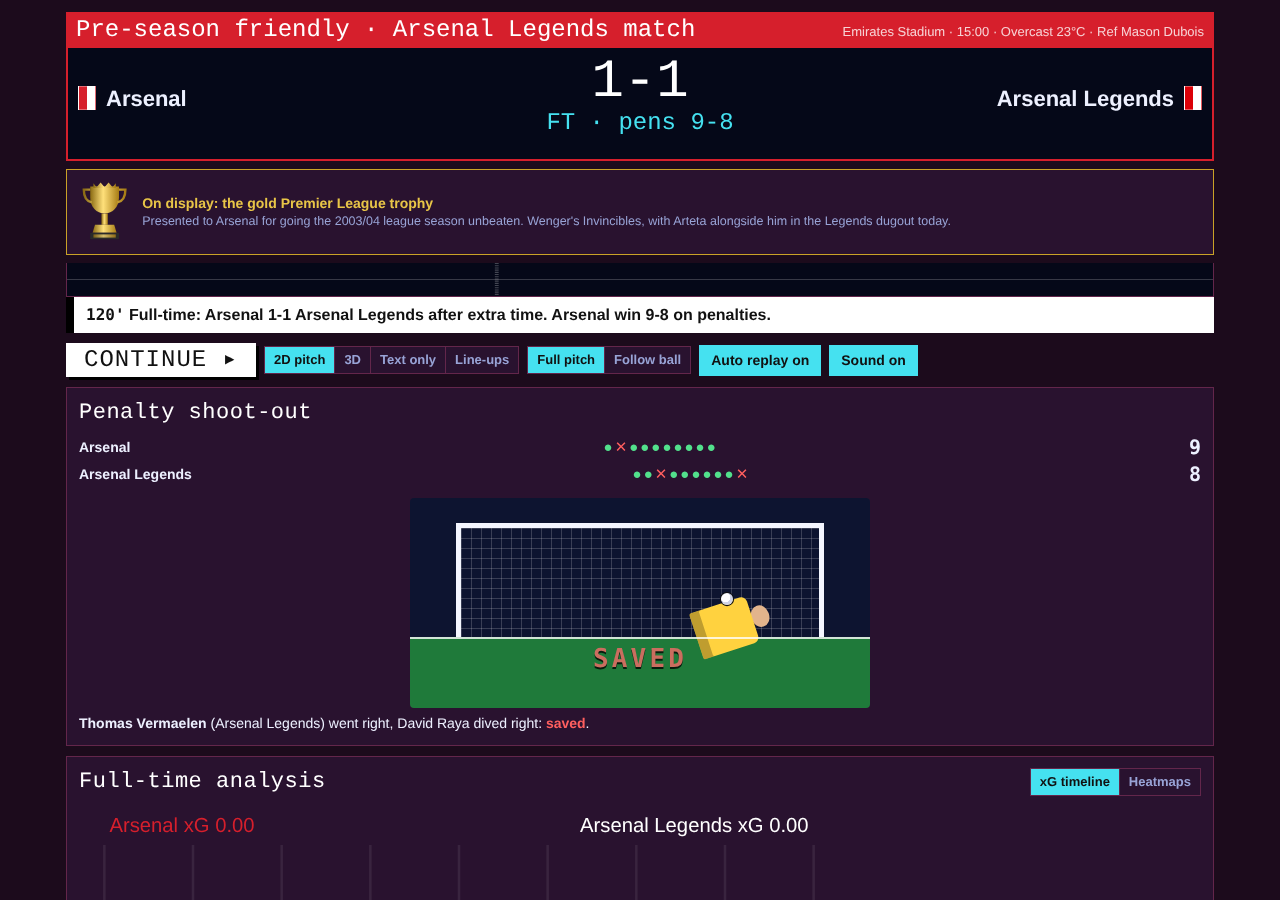 Pre-season friendly · Arsenal Legends match
Emirates Stadium · 15:00 · Overcast 23°C · Ref Mason Dubois
Arsenal
1-1
Arsenal Legends
FT · pens 9-8
On display: the gold Premier League trophy
Presented to Arsenal for going the 2003/04 league season unbeaten. Wenger's Invincibles, with Arteta alongside him in the Legends dugout today.
120' Full-time: Arsenal 1-1 Arsenal Legends after extra time. Arsenal win 9-8 on penalties.
CONTINUE ►
2D pitch
3D
Text only
Line-ups
Full pitch
Follow ball
Auto replay on
Sound on
Penalty shoot-out
Arsenal
●✕●●●●●●●●
9
Arsenal Legends
●●✕●●●●●●✕
8
SAVED
Thomas Vermaelen (Arsenal Legends) went right, David Raya dived right: saved.
Full-time analysis
xG timeline
Heatmaps
Arsenal xG 0.00
Arsenal Legends xG 0.00